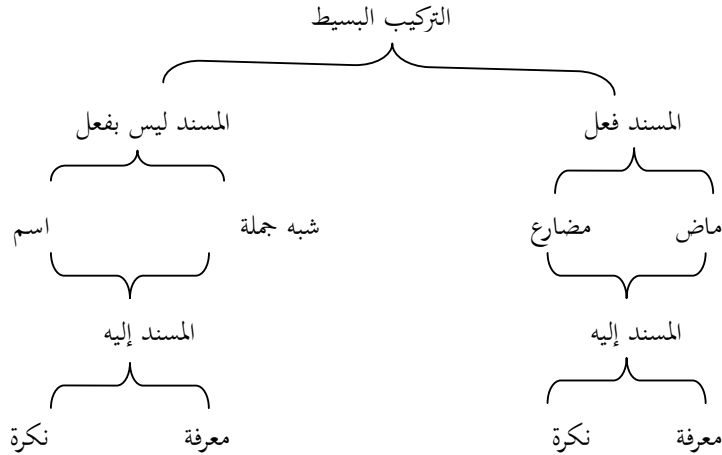 التركيب البسيط
المسند فعل المسند ليس بفعل
ماض مضارع شبه جملة اسم
المسند إليه المسند إليه
معرفة نكرة معرفة نكرة